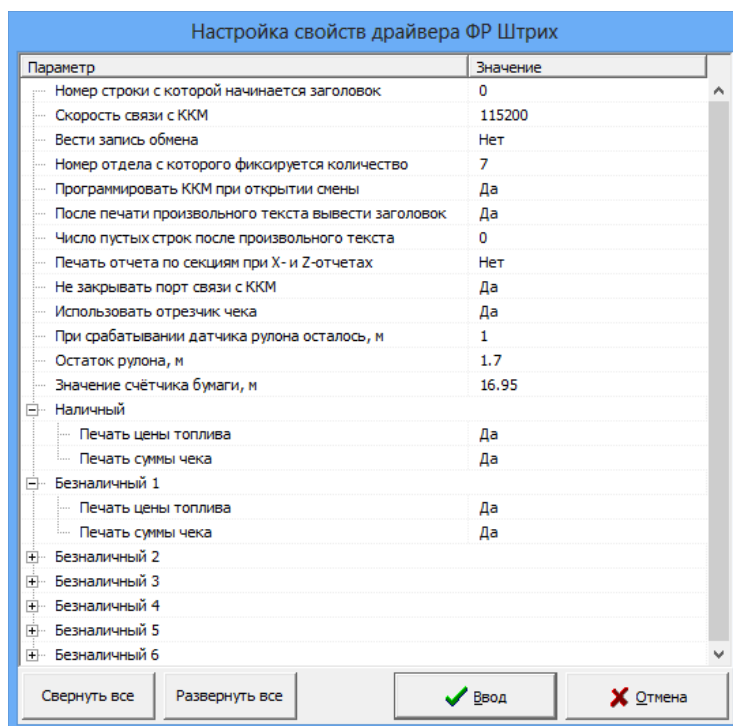 Настройка свойств драйвера ФР Штрих
Параметр Значение
Номер строки с которой начинается заголовок 0
Скорость связи с ККМ 115200
Вести запись обмена Нет
Номер отдела с которого фиксируется количество 7
Программировать ККМ при открытии смены Да
После печати произвольного текста вывести заголовок Да
Число пустых строк после произвольного текста 0
Печать отчета по секциям при X- и Z-отчетах Нет
Не закрывать порт связи с ККМ Да
Использовать отрезчик чека Да
При срабатывании датчика рулона осталось, м 1
Остаток рулона, м 1.7
Значение счётчика бумаги, м 16.95
Наличный
Печать цены топлива Да
Печать суммы чека Да
Безналичный 1
Печать цены топлива Да
Печать суммы чека Да
Безналичный 2
Безналичный 3
Безналичный 4
Безналичный 5
Безналичный 6
Свернуть все Развернуть все Ввод Отмена